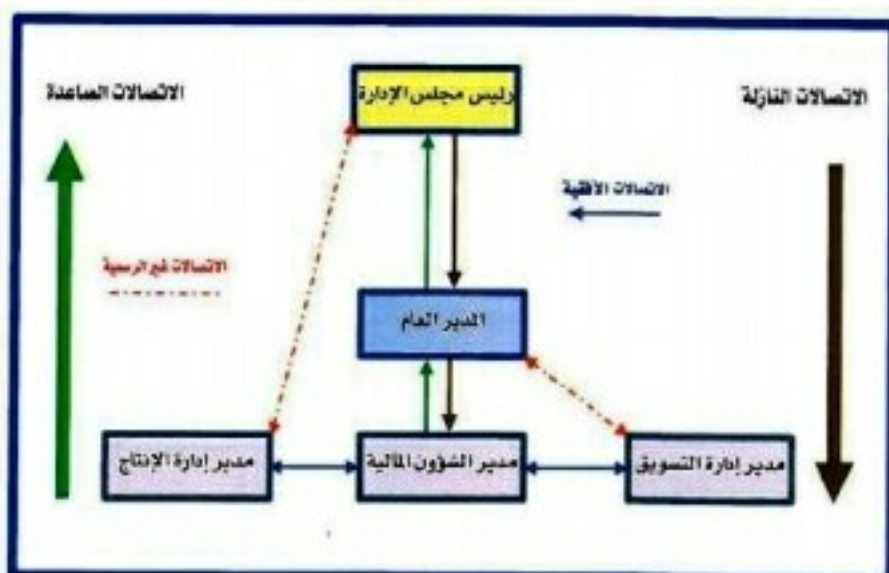 رئيس مجلس الإدارة
الاتصالات النازلة
الاتصالات الصاعدة
الاتصالات الأفقية
الاتصالات غير الرسمية
المدير العام
مدير إدارة التسويق
مدير الشؤون المالية
مدير إدارة الإنتاج